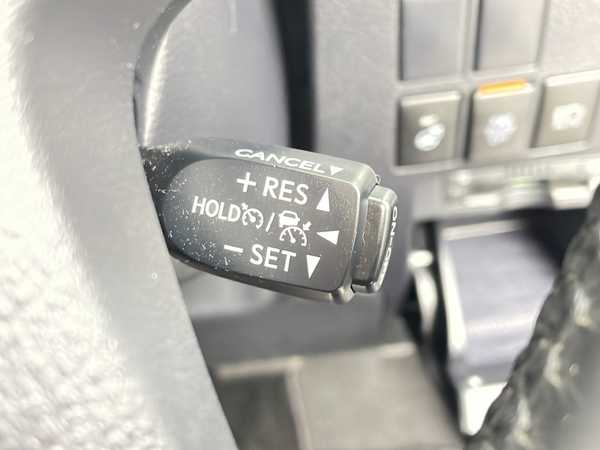 CANCEL▼
+ RES ▲
HOLD / ◄
− SET ▼